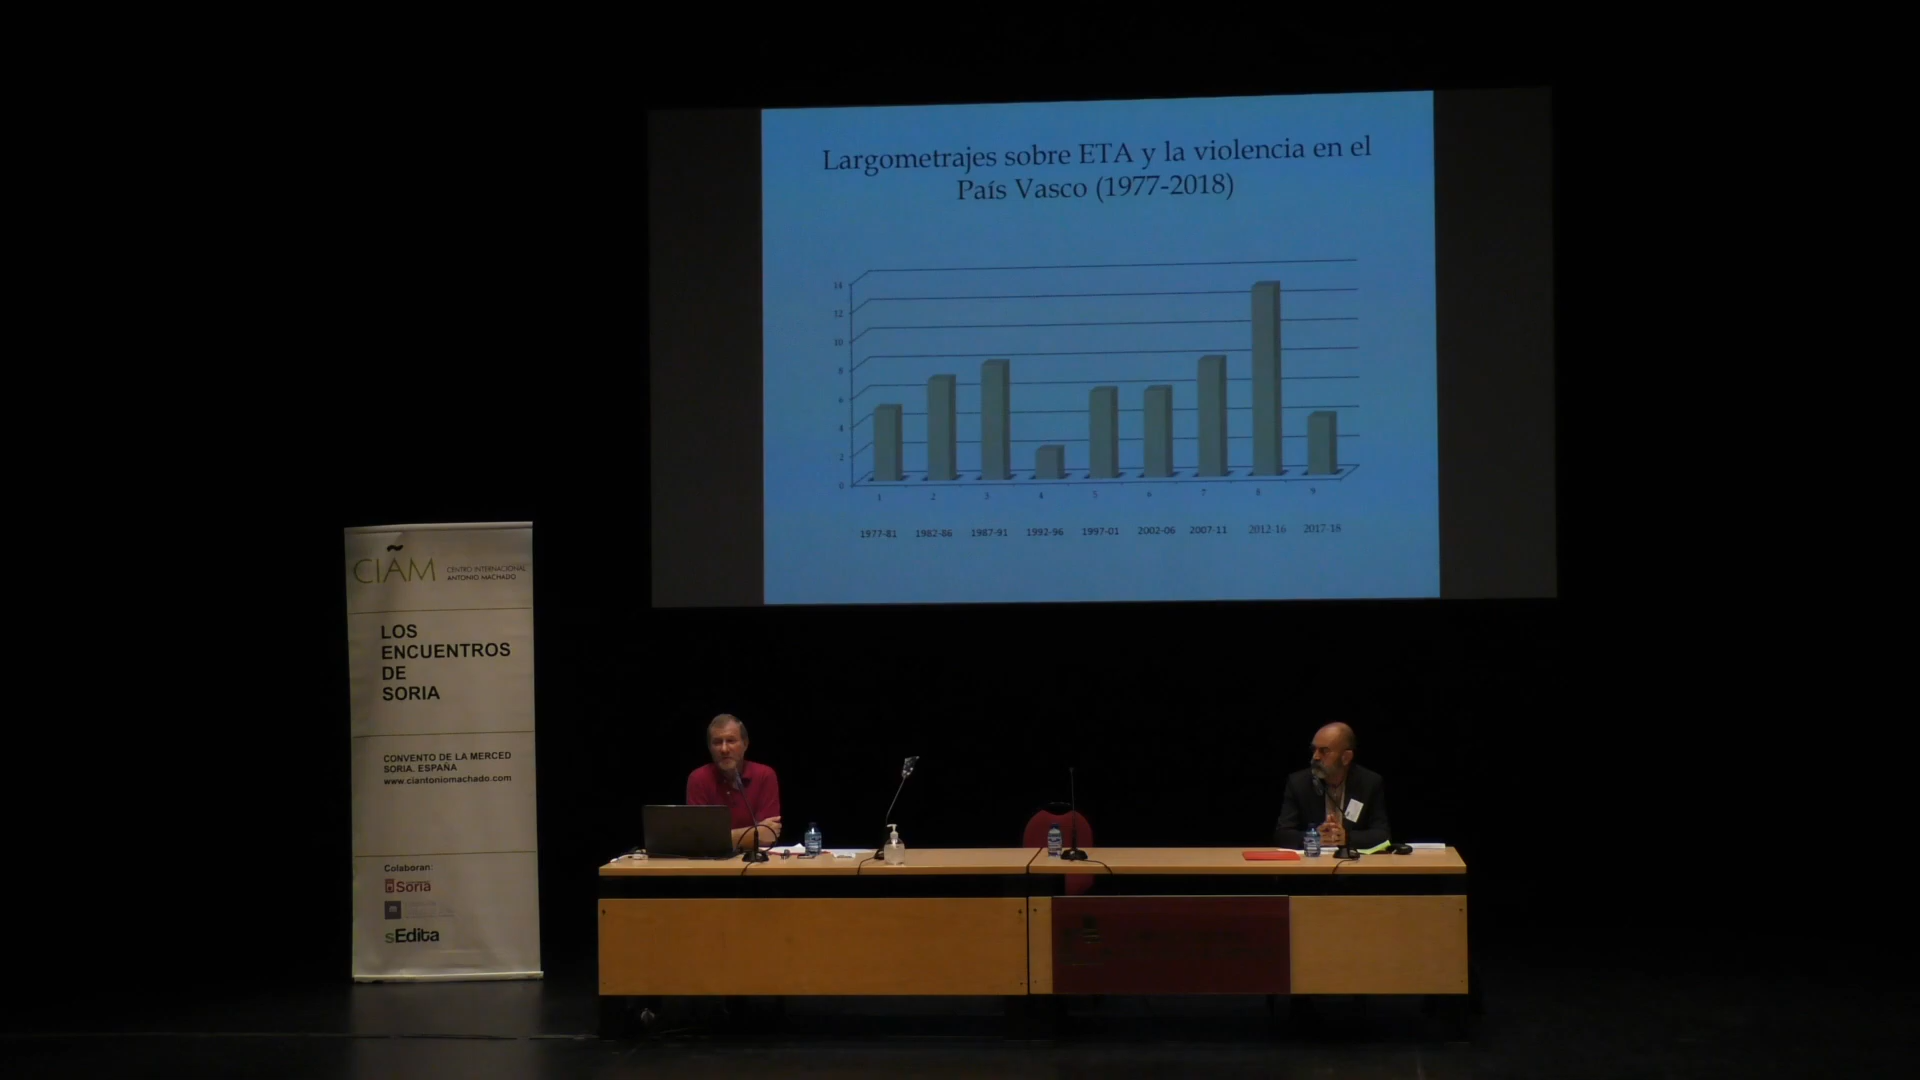 Largometrajes sobre ETA y la violencia en el
País Vasco (1977-2018)
14
12
10
8
6
4
2
0
1 2 3 4 5 6 7 8 9
1977-81 1982-86 1987-91 1992-96 1997-01 2002-06 2007-11 2012-16 2017-18
CIÃM
CENTRO INTERNACIONAL
ANTONIO MACHADO
LOS
ENCUENTROS
DE
SORIA
CONVENTO DE LA MERCED
SORIA. ESPAÑA
www.ciantoniomachado.com
Colaboran:
Soria
sEdita